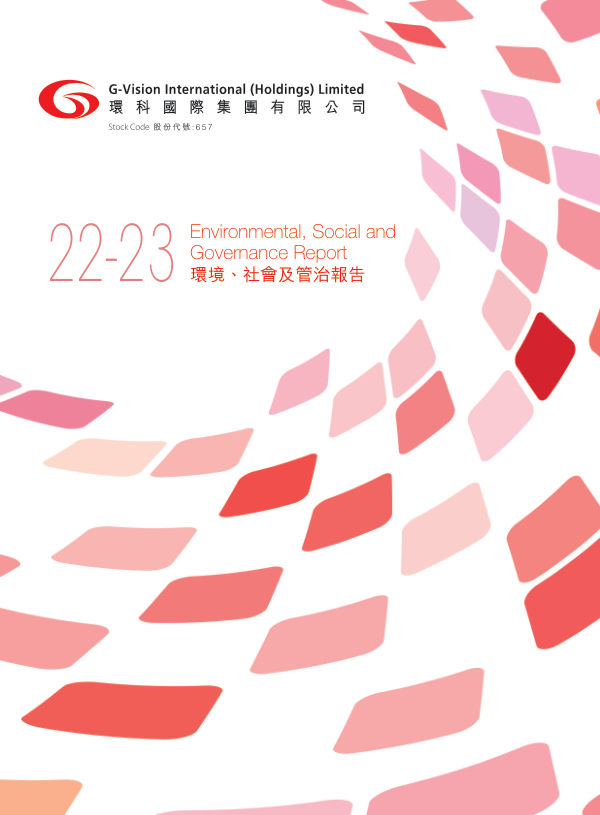 G-Vision International (Holdings) Limited
環科國際集團有限公司
Stock Code 股份代號:657
22-23
Environmental, Social and
Governance Report
環境、社會及管治報告